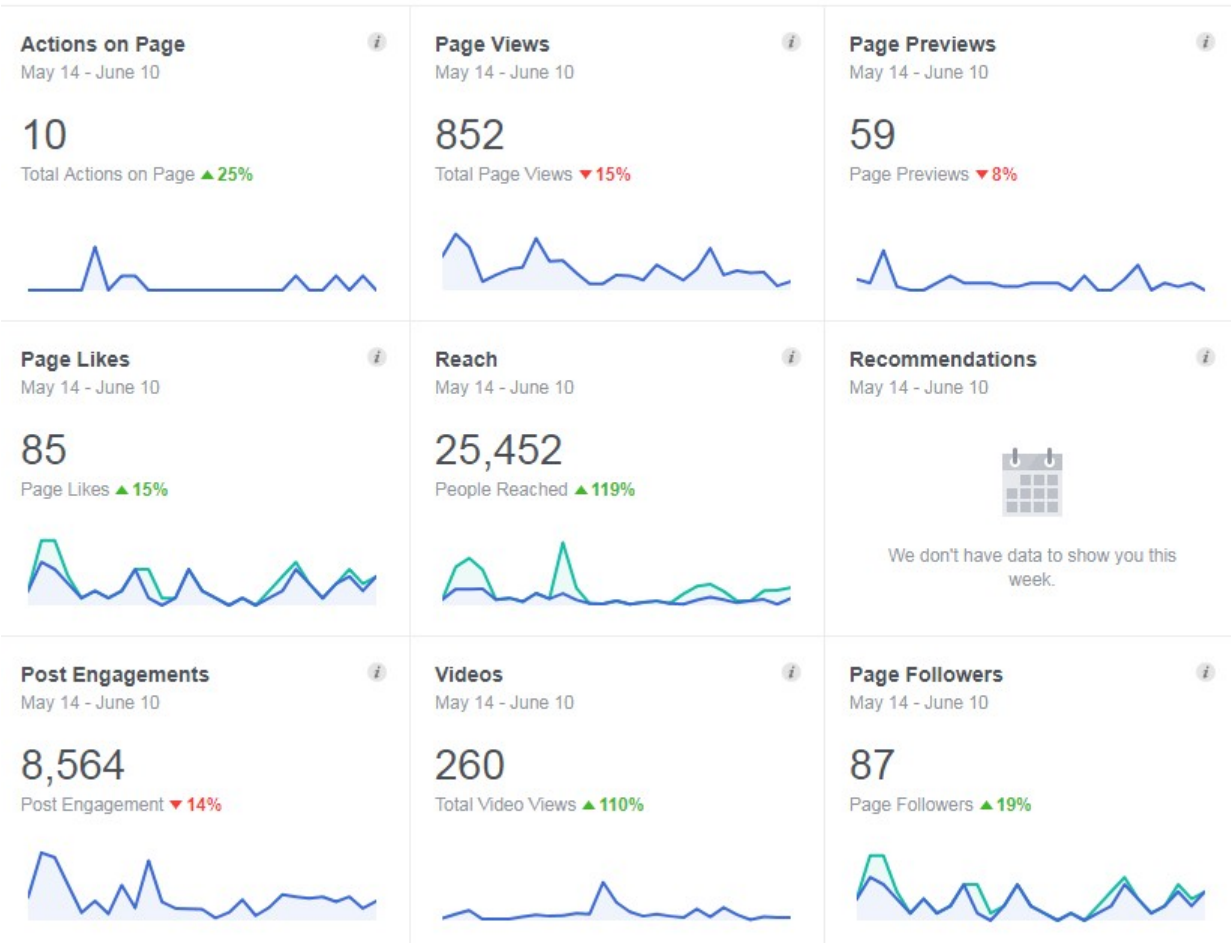 Actions on Page
May 14 - June 10
10
Total Actions on Page ▲25%
Page Views
May 14 - June 10
852
Total Page Views ▼15%
Page Previews
May 14 - June 10
59
Page Previews ▼8%
Page Likes
May 14 - June 10
85
Page Likes ▲15%
Reach
May 14 - June 10
25,452
People Reached ▲119%
Recommendations
May 14 - June 10
We don't have data to show you this
week.
Post Engagements
May 14 - June 10
8,564
Post Engagement ▼14%
Videos
May 14 - June 10
260
Total Video Views ▲110%
Page Followers
May 14 - June 10
87
Page Followers ▲19%